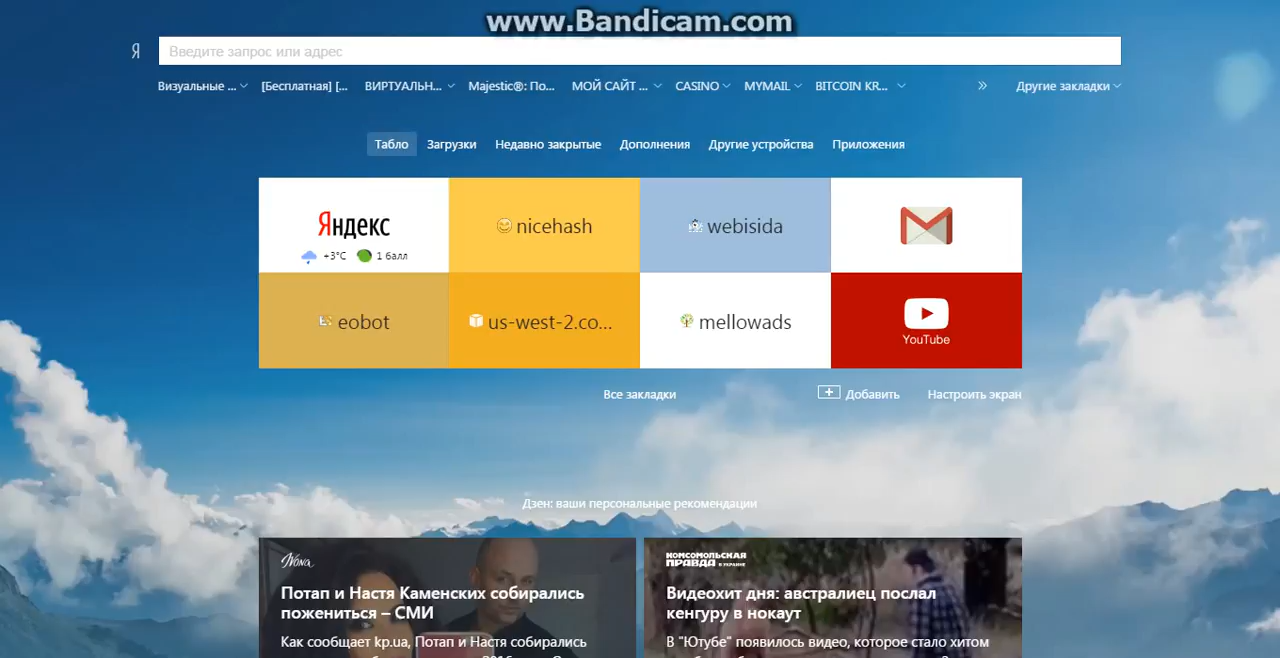 www.Bandicam.com
Я Введите запрос или адрес
Визуальные ... [Бесплатная] [... ВИРТУАЛЬН... Majestic®: По... МОЙ САЙТ ... CASINO MYMAIL BITCOIN KR... » Другие закладки
Табло Загрузки Недавно закрытые Дополнения Другие устройства Приложения
Яндекс nicehash webisida
+3°C 1 балл
eobot us-west-2.co... mellowads YouTube
Все закладки Добавить Настроить экран
Дзен: ваши персональные рекомендации
Потап и Настя Каменских собирались
пожениться – СМИ
Как сообщает kp.ua, Потап и Настя собирались
КОМСОМОЛЬСКАЯ
ПРАВДА В УКРАИНЕ
Видеохит дня: австралиец послал
кенгуру в нокаут
В "Ютубе" появилось видео, которое стало хитом